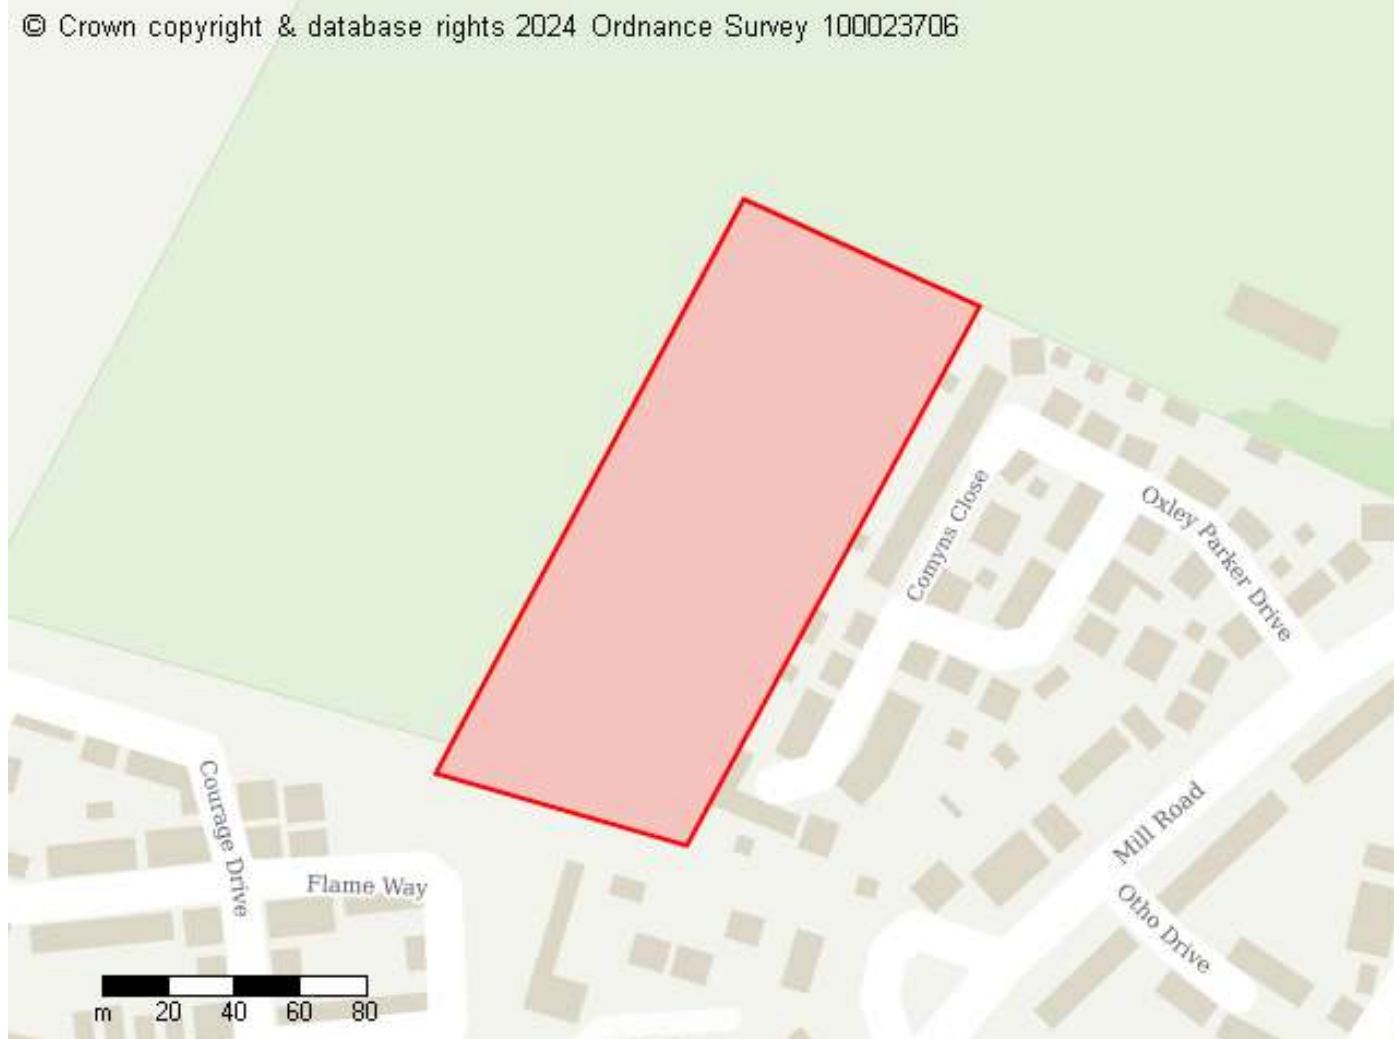 © Crown copyright & database rights 2024 Ordnance Survey 100023706
Comyns Close
Oxley Parker Drive
Courage Drive
Flame Way
Mill Road
Otho Drive
m 20 40 60 80